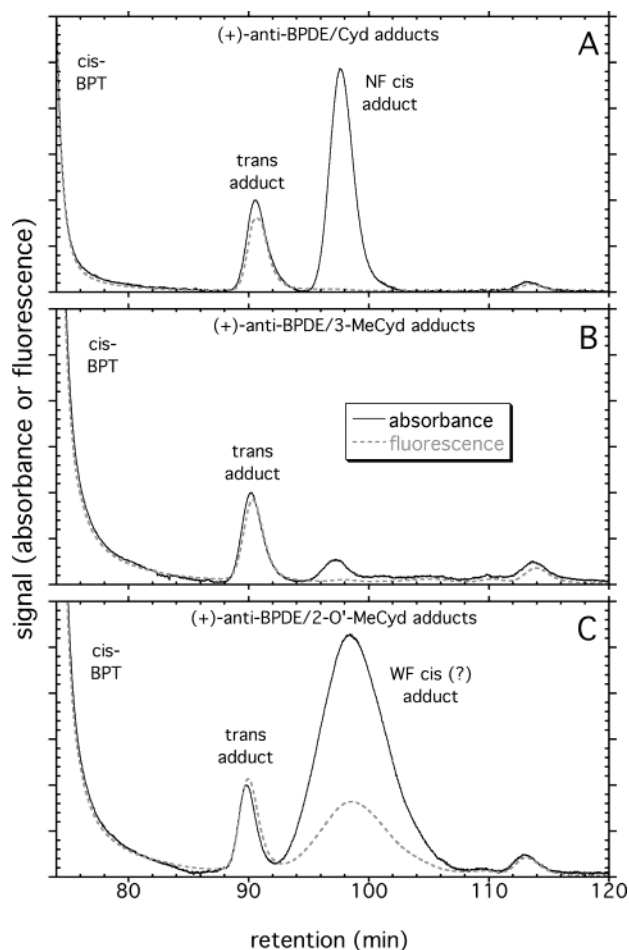 (+)-anti-BPDE/Cyd adducts
A
cis-
BPT
NF cis
adduct
trans
adduct
(+)-anti-BPDE/3-MeCyd adducts
B
cis-
BPT
absorbance
fluorescence
trans
adduct
(+)-anti-BPDE/2-O'-MeCyd adducts
C
cis-
BPT
WF cis (?)
adduct
trans
adduct
signal (absorbance or fluorescence)
80 90 100 110 120
retention (min)